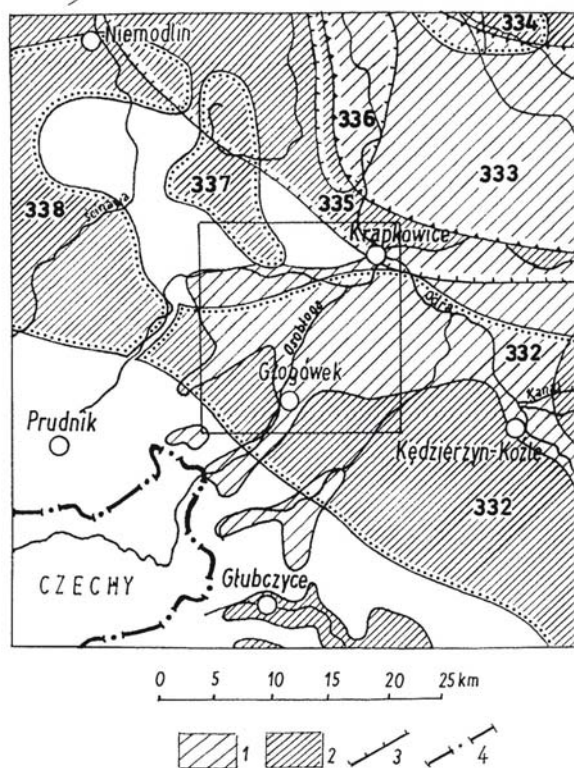 Niemodlin
334
336
333
337
335
338
Ścinawa
Krapkowice
Odra
Osobłoga
332
Głogówek
Kanał
Prudnik
Kędzierzyn-Koźle
332
CZECHY
Głubczyce
0 5 10 15 20 25 km
1 2 3 4